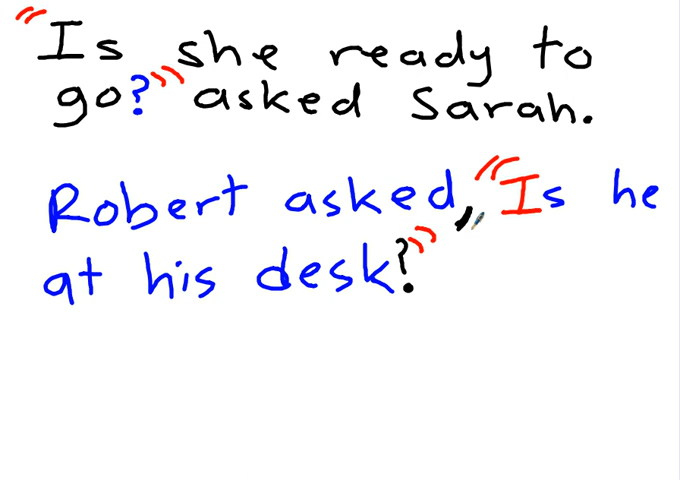 "Is she ready to
go?" asked Sarah.
Robert asked, "Is he
at his desk?"